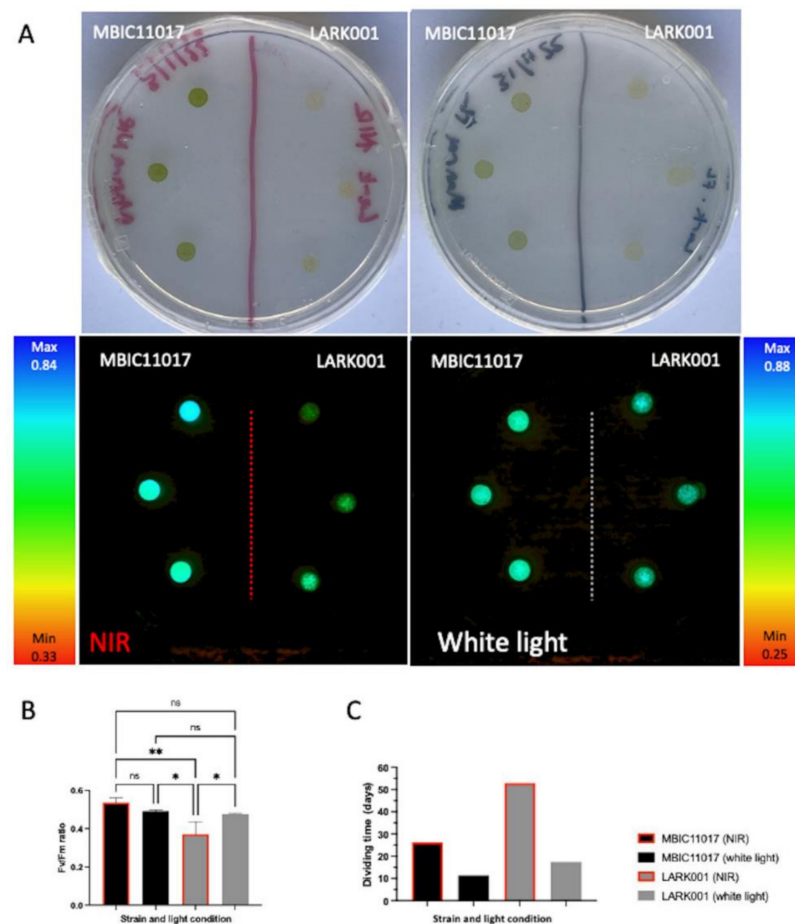 A
MBIC11017
LARK001
MBIC11017
LARK001
Max
0.84
Min
0.33
MBIC11017
LARK001
NIR
MBIC11017
LARK001
White light
Max
0.88
Min
0.25
B
ns
ns
**
ns
*
*
Fv/Fm ratio
0.6
0.4
0.2
0.0
Strain and light condition
C
Dividing time (days)
60
50
40
30
20
10
0
Strain and light condition
MBIC11017 (NIR)
MBIC11017 (white light)
LARK001 (NIR)
LARK001 (white light)